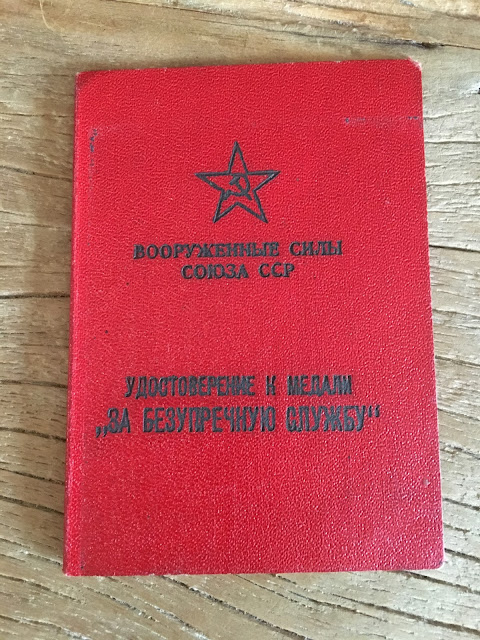 ВООРУЖЕННЫЕ СИЛЫ
СОЮЗА ССР
УДОСТОВЕРЕНИЕ К МЕДАЛИ
„ЗА БЕЗУПРЕЧНУЮ СЛУЖБУ“